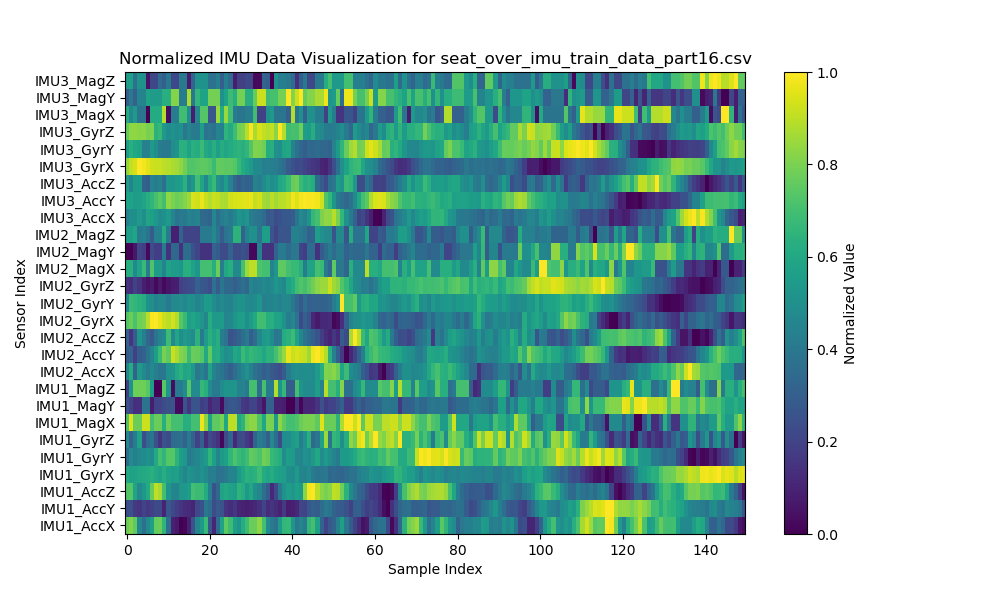 Normalized IMU Data Visualization for seat_over_imu_train_data_part16.csv
IMU3_MagZ
IMU3_MagY
IMU3_MagX
IMU3_GyrZ
IMU3_GyrY
IMU3_GyrX
IMU3_AccZ
IMU3_AccY
IMU3_AccX
IMU2_MagZ
IMU2_MagY
IMU2_MagX
IMU2_GyrZ
IMU2_GyrY
IMU2_GyrX
IMU2_AccZ
IMU2_AccY
IMU2_AccX
IMU1_MagZ
IMU1_MagY
IMU1_MagX
IMU1_GyrZ
IMU1_GyrY
IMU1_GyrX
IMU1_AccZ
IMU1_AccY
IMU1_AccX
Sensor Index
0 20 40 60 80 100 120 140
Sample Index
1.0
0.8
0.6
0.4
0.2
0.0
Normalized Value